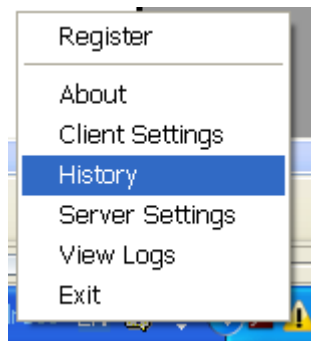 Register
About
Client Settings
History
Server Settings
View Logs
Exit